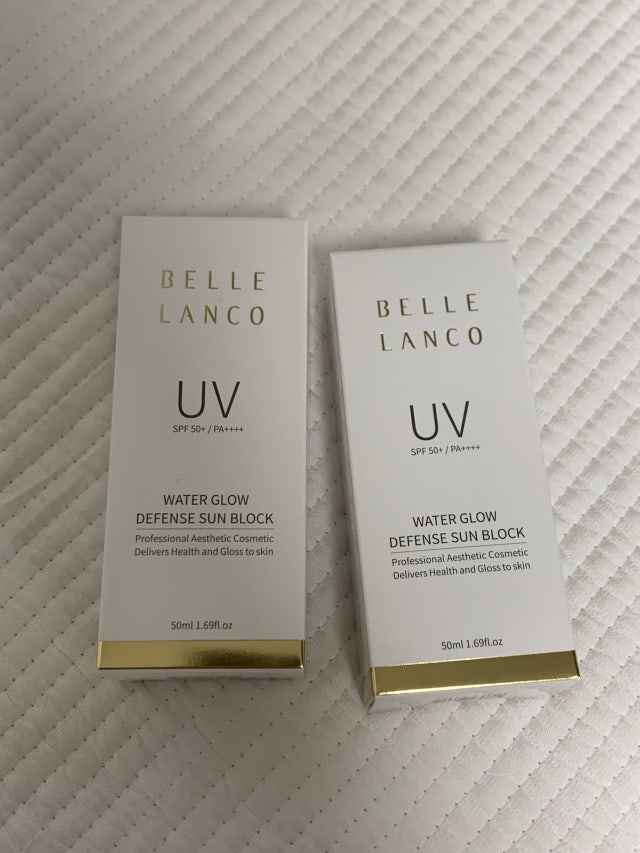 BELLE
LANCO
UV
SPF 50+ / PA++++
WATER GLOW
DEFENSE SUN BLOCK
Professional Aesthetic Cosmetic
Delivers Health and Gloss to skin
50ml 1.69fl.oz
BELLE
LANCO
UV
SPF 50+ / PA++++
WATER GLOW
DEFENSE SUN BLOCK
Professional Aesthetic Cosmetic
Delivers Health and Gloss to skin
50ml 1.69fl.oz